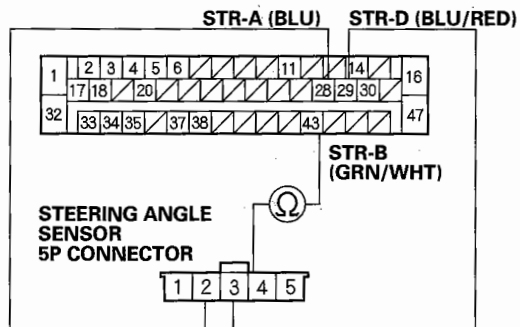 STR-A (BLU) STR-D (BLU/RED)
1 2 3 4 5 6 11 14 16
17 18 20 28 29 30
32 33 34 35 37 38 43 47
STR-B
(GRN/WHT)
Ω
STEERING ANGLE
SENSOR
5P CONNECTOR
1 2 3 4 5